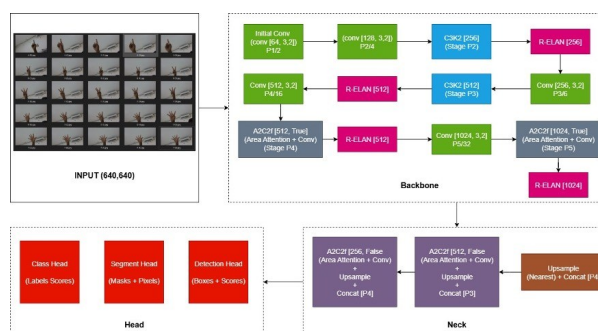 Initial Conv
(conv [64, 3,2])
P1/2
(conv [128, 3,2])
P2/4
C3K2 [256]
(Stage P2)
R-ELAN [256]
Conv [512, 3,2]
P4/16
R-ELAN [512]
C3K2 [512]
(Stage P3)
Conv [256, 3,2]
P3/6
A2C2f [512, True]
(Area Attention + Conv)
(Stage P4)
R-ELAN [512]
Conv [1024, 3,2]
P5/32
A2C2f [1024, True]
(Area Attention + Conv)
(Stage P5)
R-ELAN [1024]
INPUT (640,640)
Backbone
Class Head
(Labels Scores)
Segment Head
(Masks + Pixels)
Detection Head
(Boxes + Scores)
A2C2f [256, False
(Area Attention + Conv)
+
Upsample
+
Concat [P4]
A2C2f [512, False
(Area Attention + Conv)
+
Upsample
+
Concat [P3]
Upsample
(Nearest) + Concat [P4
Head
Neck